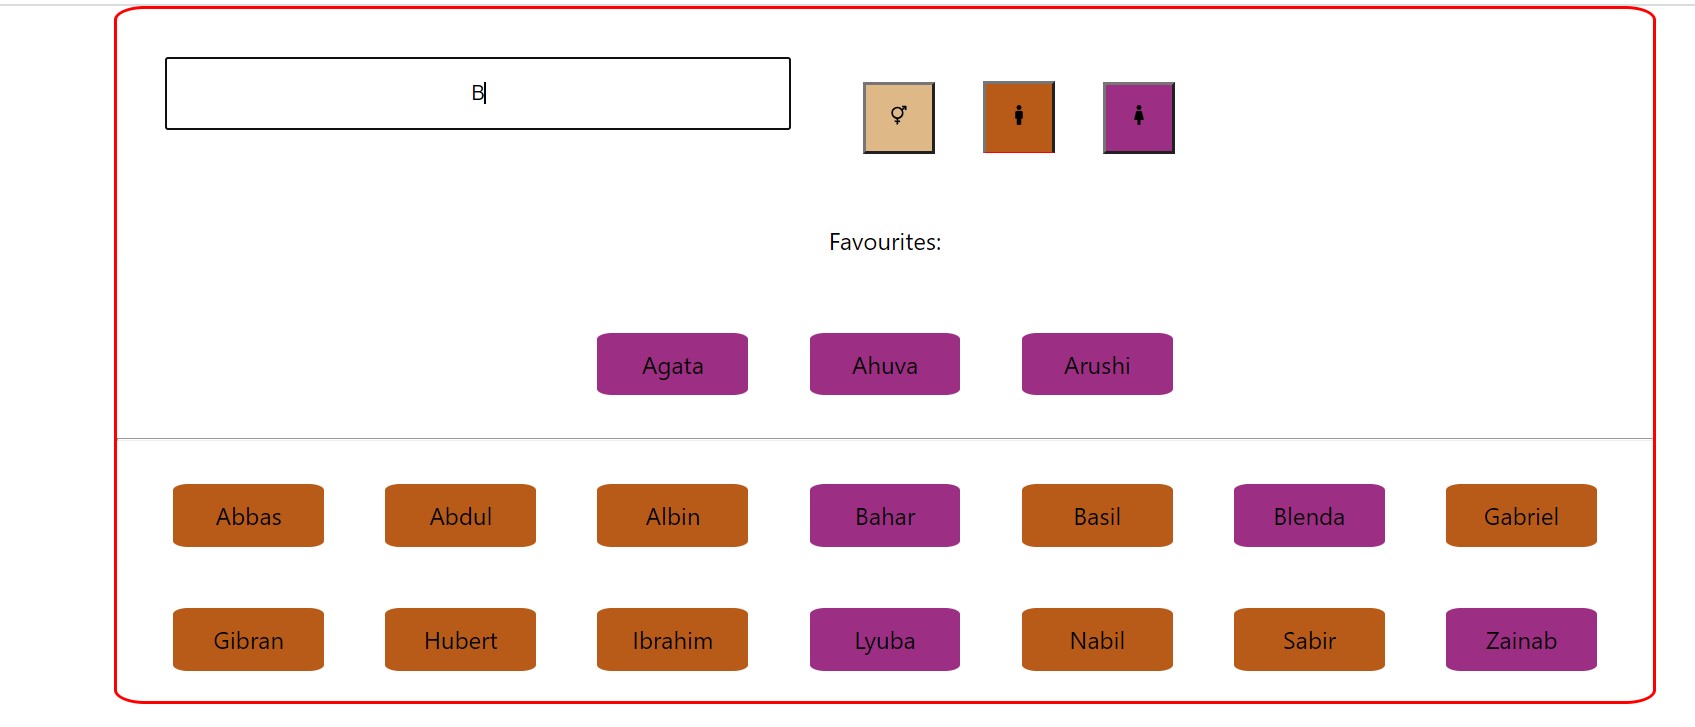 B
Favourites:
Agata Ahuva Arushi
Abbas Abdul Albin Bahar Basil Blenda Gabriel
Gibran Hubert Ibrahim Lyuba Nabil Sabir Zainab